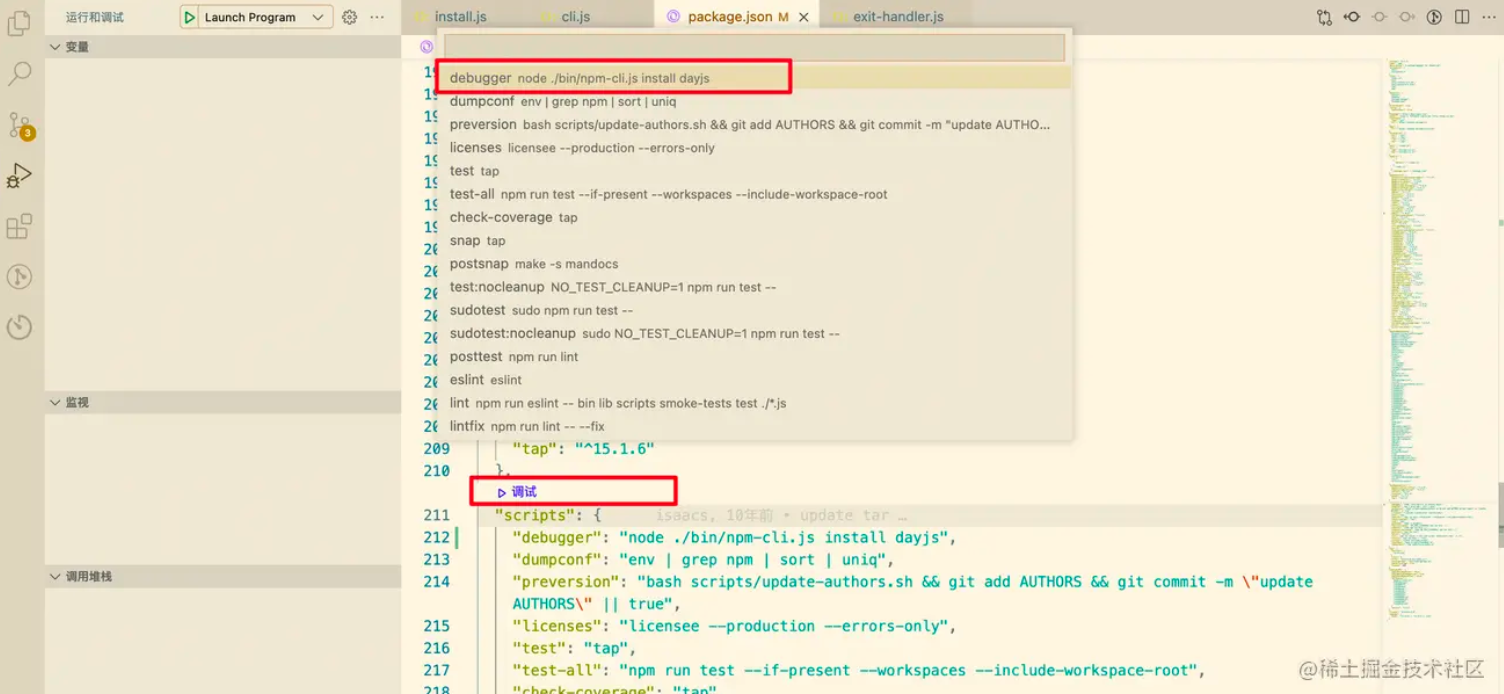 运行和调试
Launch Program
install.js
cli.js
package.json M
exit-handler.js
变量
debugger node ./bin/npm-cli.js install dayjs
dumpconf env | grep npm | sort | uniq
preversion bash scripts/update-authors.sh && git add AUTHORS && git commit -m "update AUTHO...
licenses licensee --production --errors-only
test tap
test-all npm run test --if-present --workspaces --include-workspace-root
check-coverage tap
snap tap
postsnap make -s mandocs
test:nocleanup NO_TEST_CLEANUP=1 npm run test --
sudotest sudo npm run test --
sudotest:nocleanup sudo NO_TEST_CLEANUP=1 npm run test --
posttest npm run lint
eslint eslint
lint npm run eslint -- bin lib scripts smoke-tests test ./*.js
lintfix npm run lint -- --fix
3
监视
调用堆栈
209 "tap": "^15.1.6"
210 },
调试
211 "scripts": { isaacs, 10年前 • update tar …
212 "debugger": "node ./bin/npm-cli.js install dayjs",
213 "dumpconf": "env | grep npm | sort | uniq",
214 "preversion": "bash scripts/update-authors.sh && git add AUTHORS && git commit -m \"update
AUTHORS\" || true",
215 "licenses": "licensee --production --errors-only",
216 "test": "tap",
217 "test-all": "npm run test --if-present --workspaces --include-workspace-root",
218 "check-coverage": "tap"
@稀土掘金技术社区